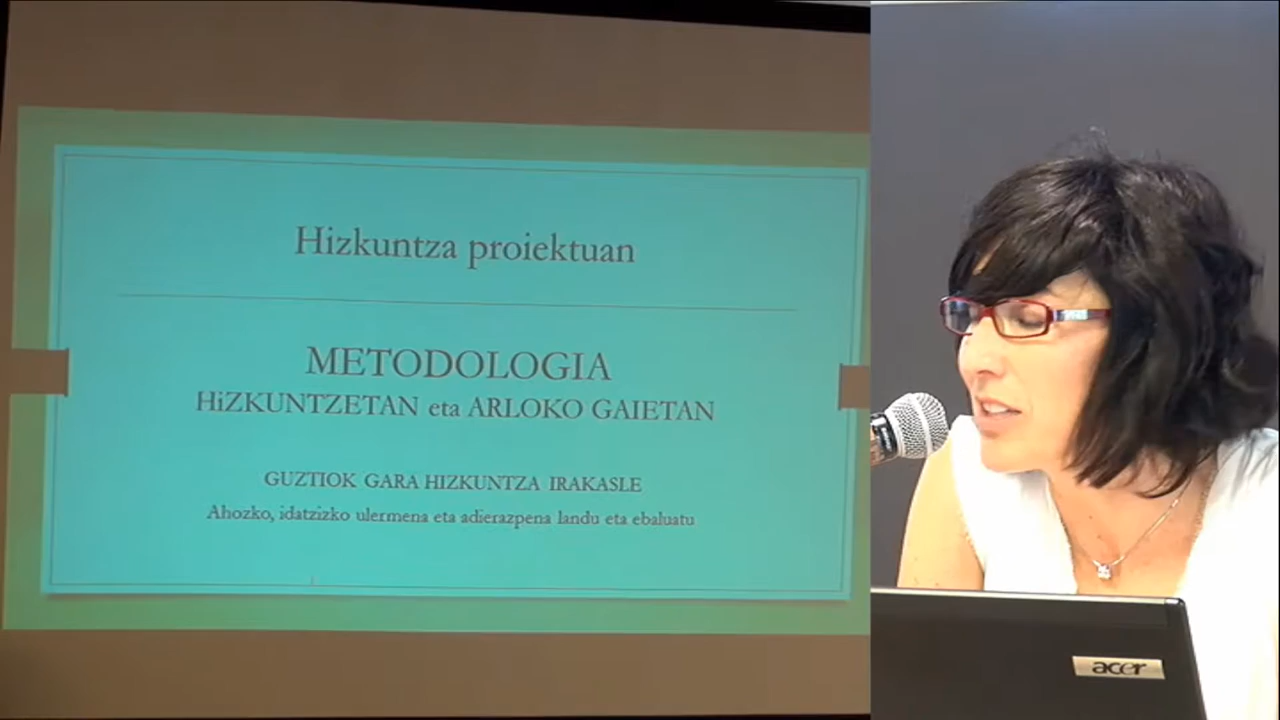 Hizkuntza proiektuan
METODOLOGIA
HiZKUNTZETAN eta ARLOKO GAIETAN
GUZTIOK GARA HIZKUNTZA IRAKASLE
Ahozko, idatzizko ulermena eta adierazpena landu eta ebaluatu
acer